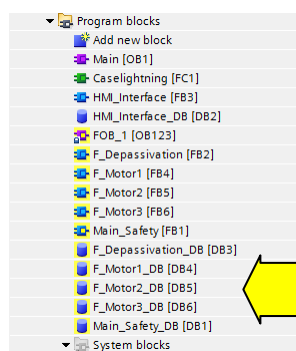 Program blocks
Add new block
Main [OB1]
Caselightning [FC1]
HMI_Interface [FB3]
HMI_Interface_DB [DB2]
FOB_1 [OB123]
F_Depassivation [FB2]
F_Motor1 [FB4]
F_Motor2 [FB5]
F_Motor3 [FB6]
Main_Safety [FB1]
F_Depassivation_DB [DB3]
F_Motor1_DB [DB4]
F_Motor2_DB [DB5]
F_Motor3_DB [DB6]
Main_Safety_DB [DB1]
System blocks